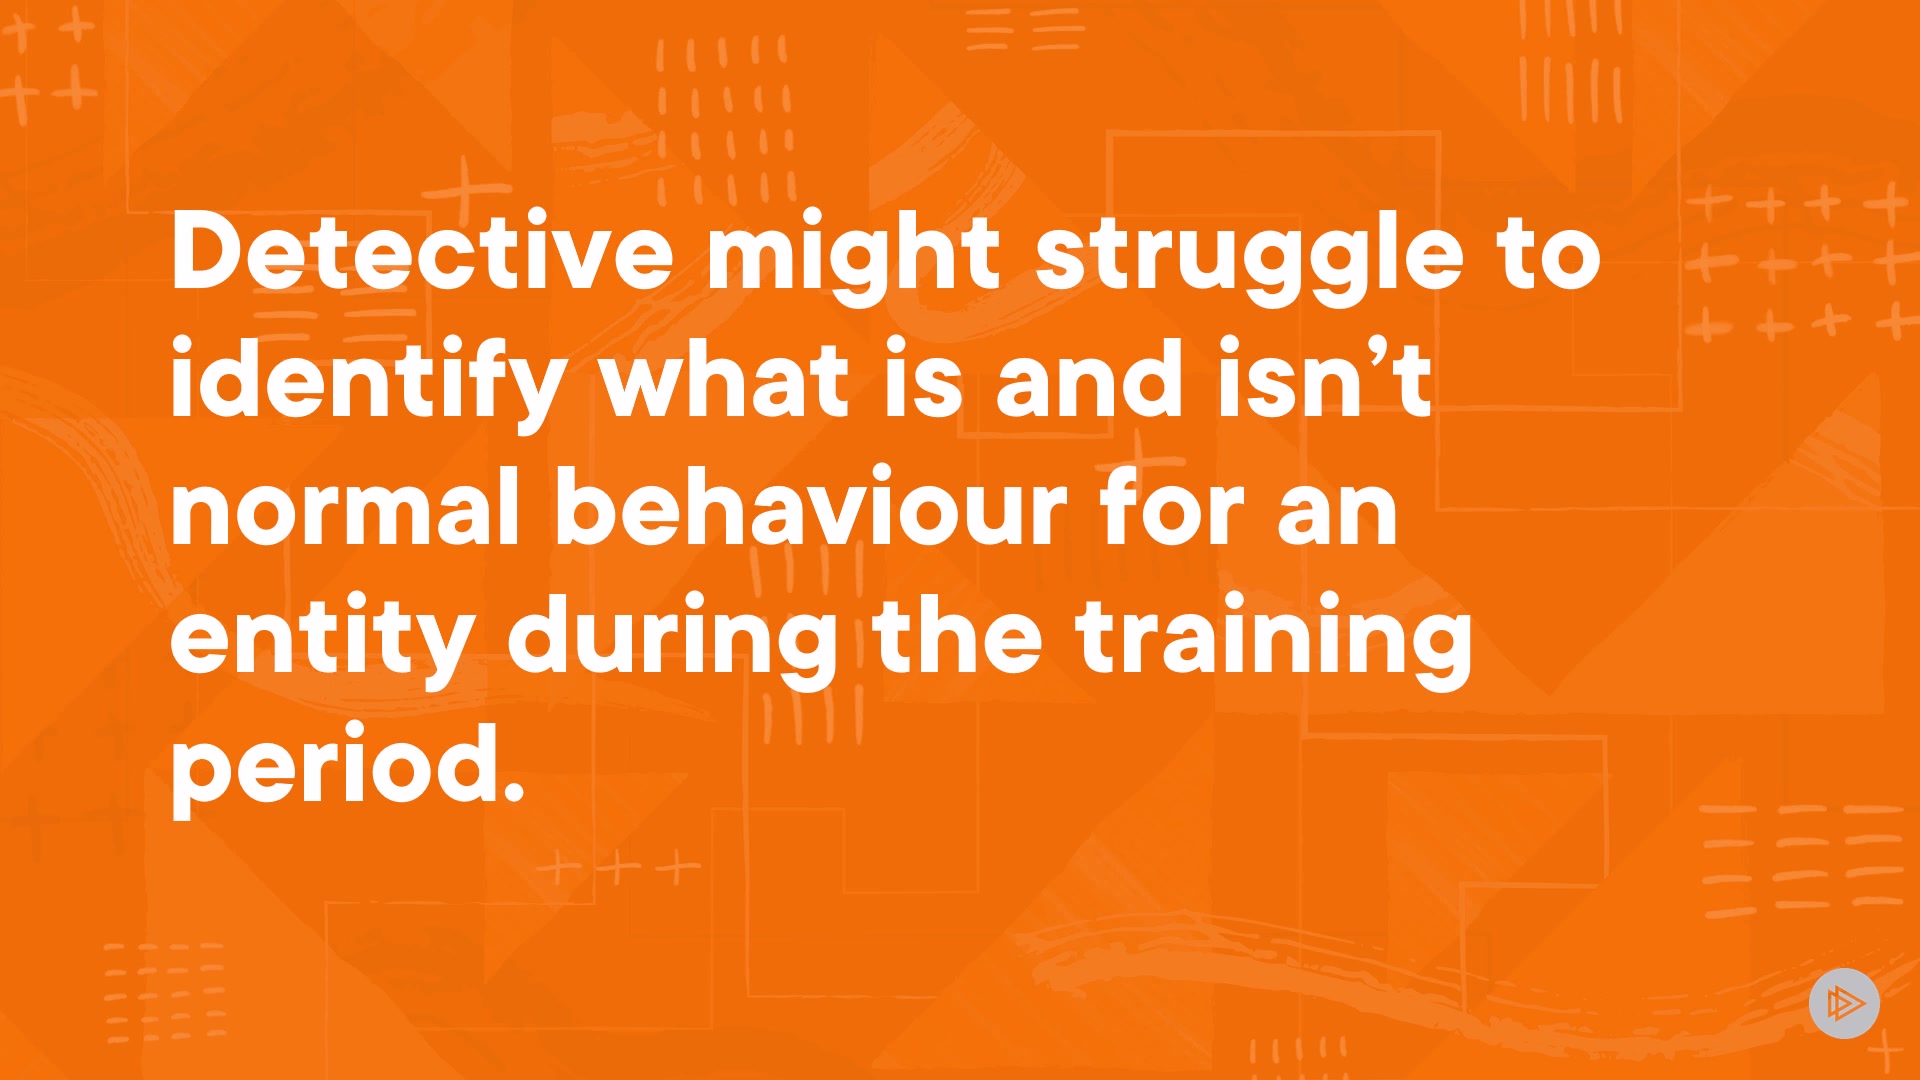 Detective might struggle to
identify what is and isn’t
normal behaviour for an
entity during the training
period.